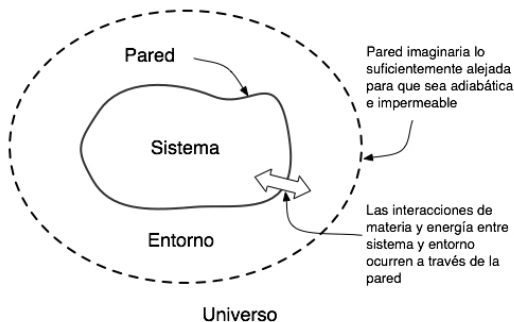 Pared
Pared imaginaria lo
suficientemente alejada
para que sea adiabática
e impermeable
Sistema
Las interacciones de
materia y energía entre
sistema y entorno
ocurren a través de la
pared
Entorno
Universo